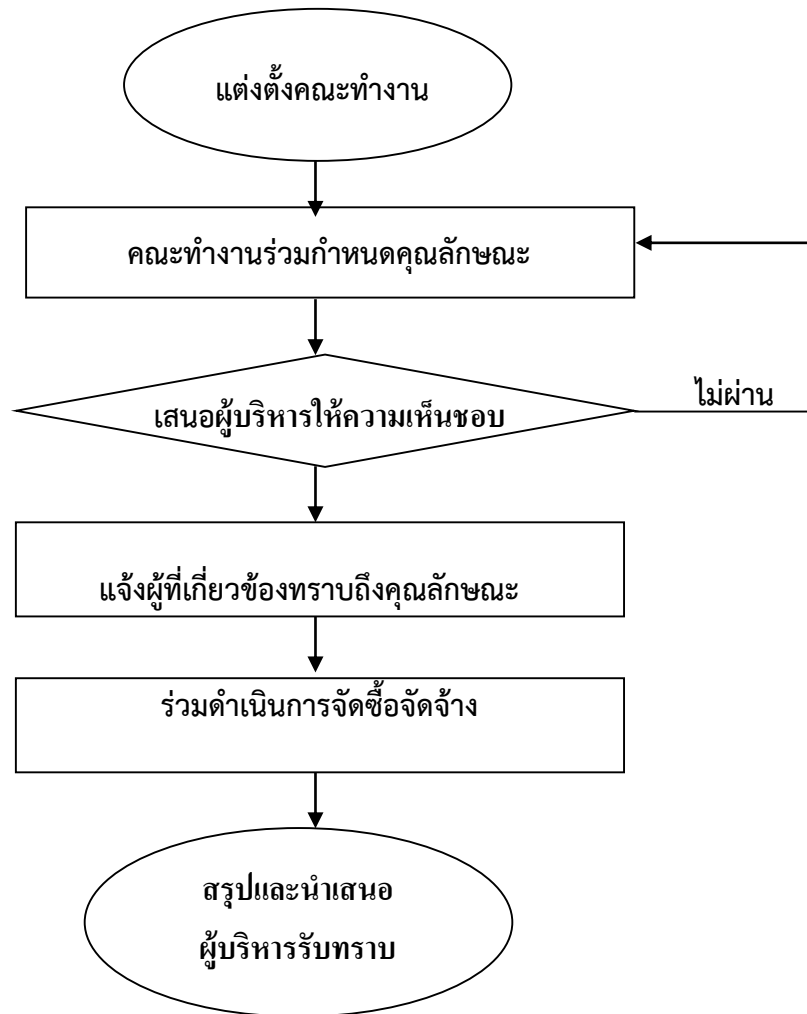 แต่งตั้งคณะทำงาน
คณะทำงานร่วมกำหนดคุณลักษณะ
เสนอผู้บริหารให้ความเห็นชอบ
ไม่ผ่าน
แจ้งผู้ที่เกี่ยวข้องทราบถึงคุณลักษณะ
ร่วมดำเนินการจัดซื้อจัดจ้าง
สรุปและนำเสนอ
ผู้บริหารรับทราบ